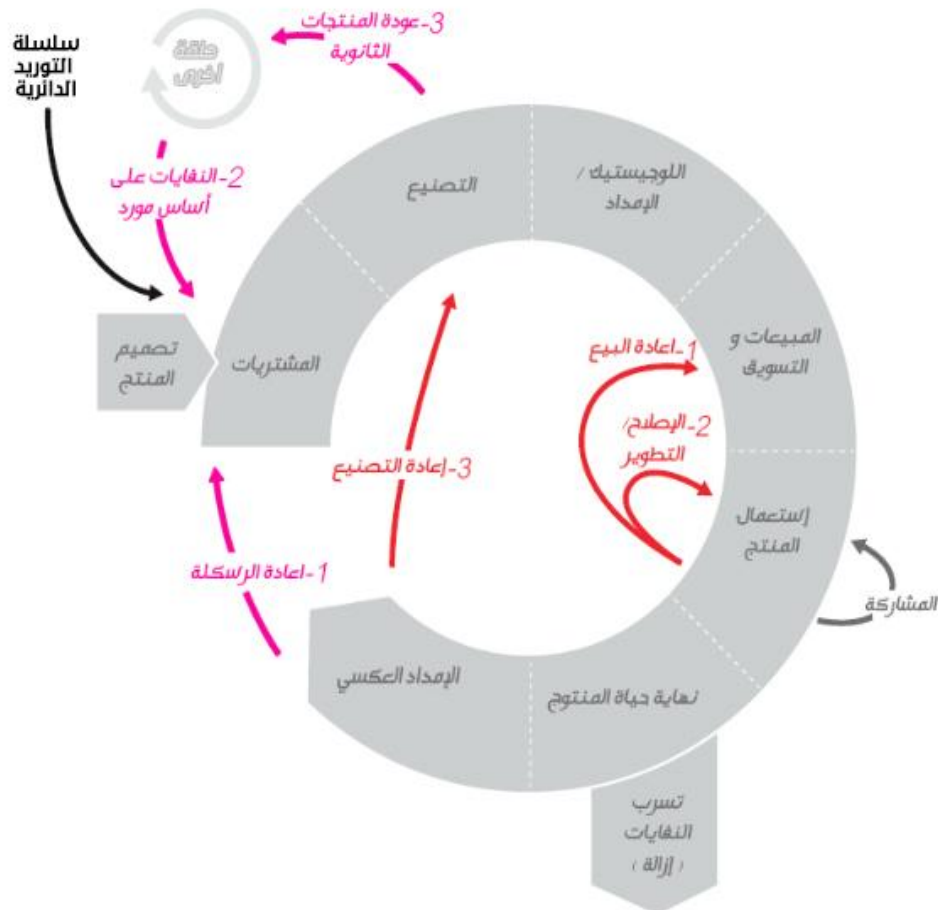 سلسلة
التوريد
الدائرية
حلقة
أخرى
3-عودة المنتجات
الثانوية
2-النفايات على
أساس مورد
تصميم
المنتج
المشتريات
التصنيع
اللوجيستيك /
الإمداد
المبيعات و
التسويق
إستعمال
المنتج
المشاركة
نهاية حياة المنتوج
الإمداد العكسي
تسرب
النفايات
( إزالة )
1-اعادة البيع
2-الإصلاح/
التطوير
3-إعادة التصنيع
1-اعادة الرسكلة